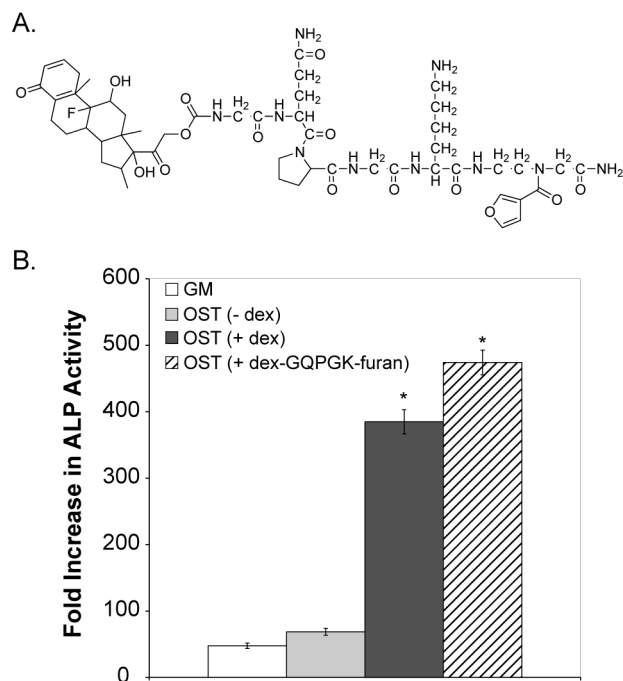 A.
NH₂
C=O
CH₂
CH₂
O
OH
F
O
OH
O
O
H
N
H₂
C
C
O
H
N
C
H
C
O
N
C
O
H
N
H₂
C
C
O
H
N
C
H
NH₂
CH₂
CH₂
CH₂
CH₂
C
O
H
N
H₂
C
N
C
O
O
H₂
C
C
O
NH₂
B.
Fold Increase in ALP Activity
600
500
400
300
200
100
0
GM
OST (- dex)
OST (+ dex)
OST (+ dex-GQPGK-furan)
*
*